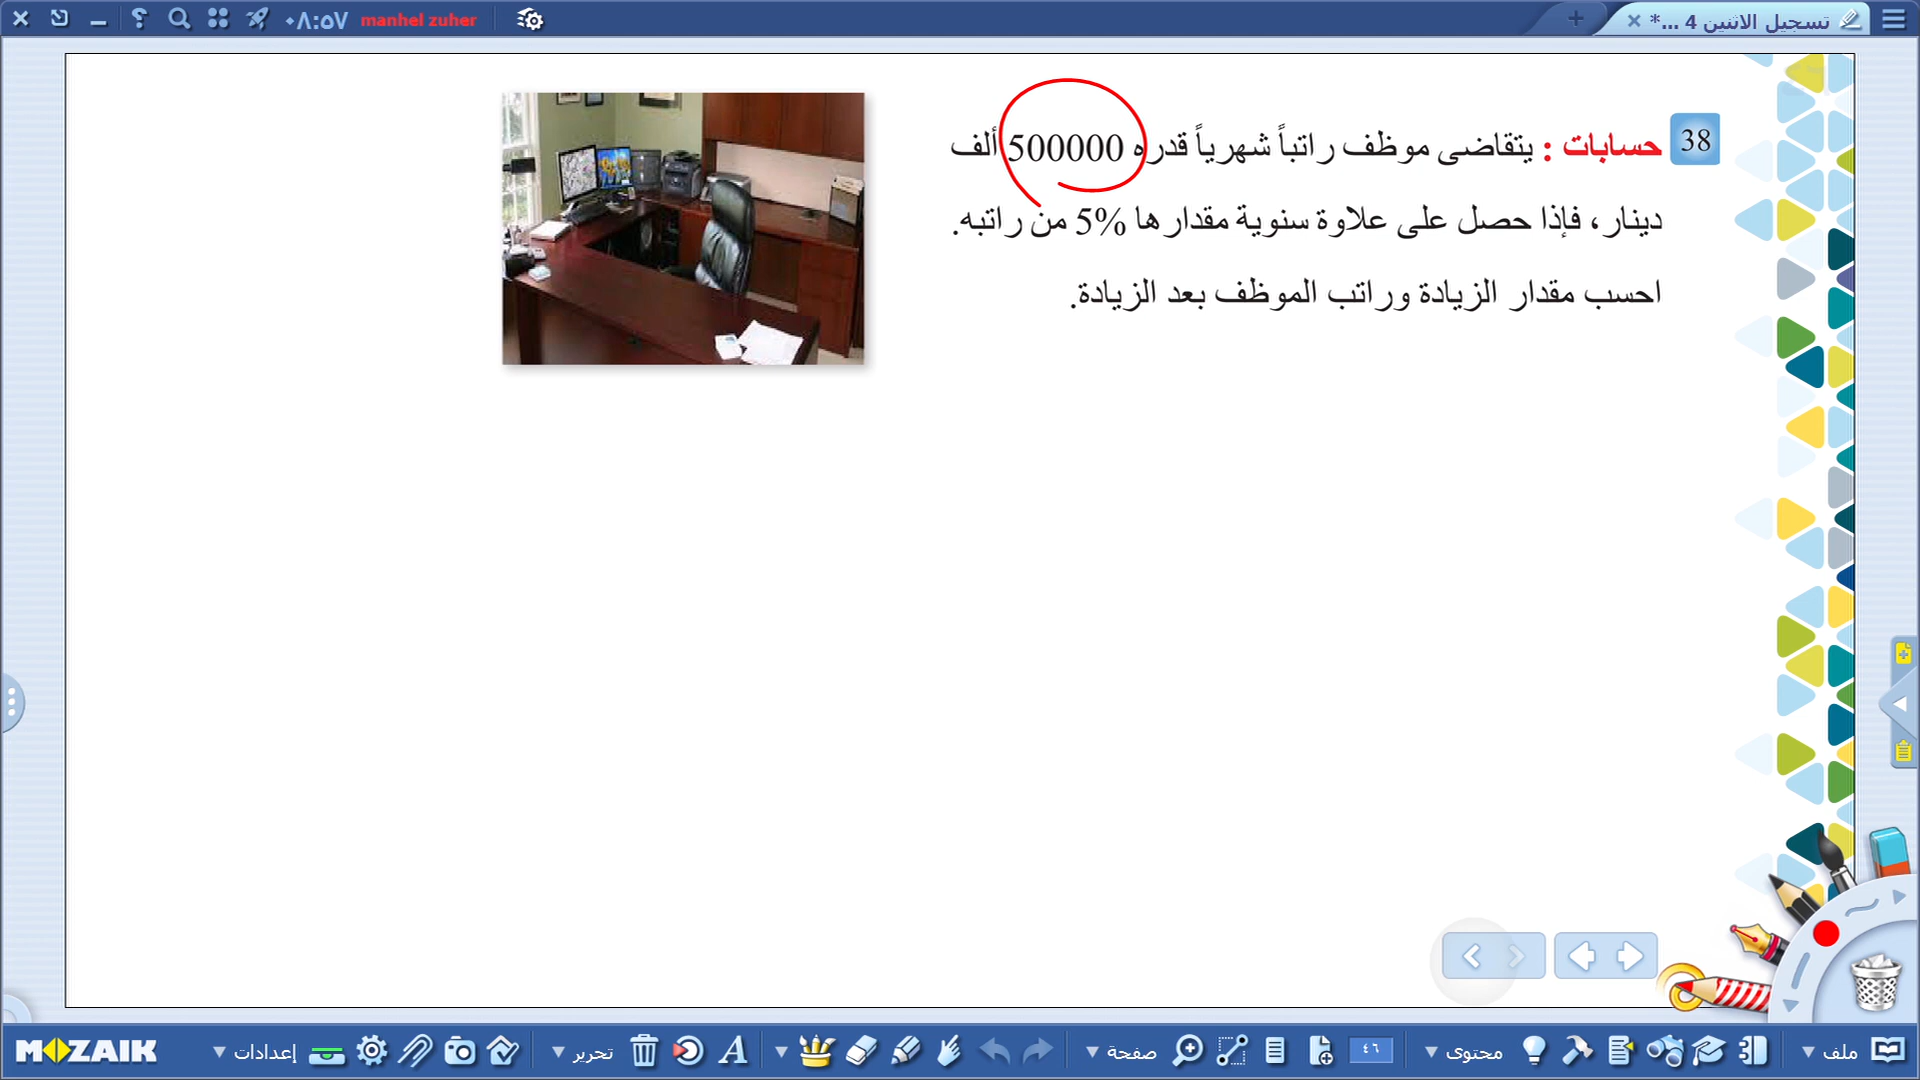 manhel zuher ٠٨:٥٧
تسجيل الاثنين 4 ...*
38 حسابات : يتقاضى موظف راتباً شهرياً قدره 500000 ألف
دينار، فإذا حصل على علاوة سنوية مقدارها %5 من راتبه.
احسب مقدار الزيادة وراتب الموظف بعد الزيادة.
ملف محتوى ٤٦ صفحة تحرير إعدادات MOZAIK